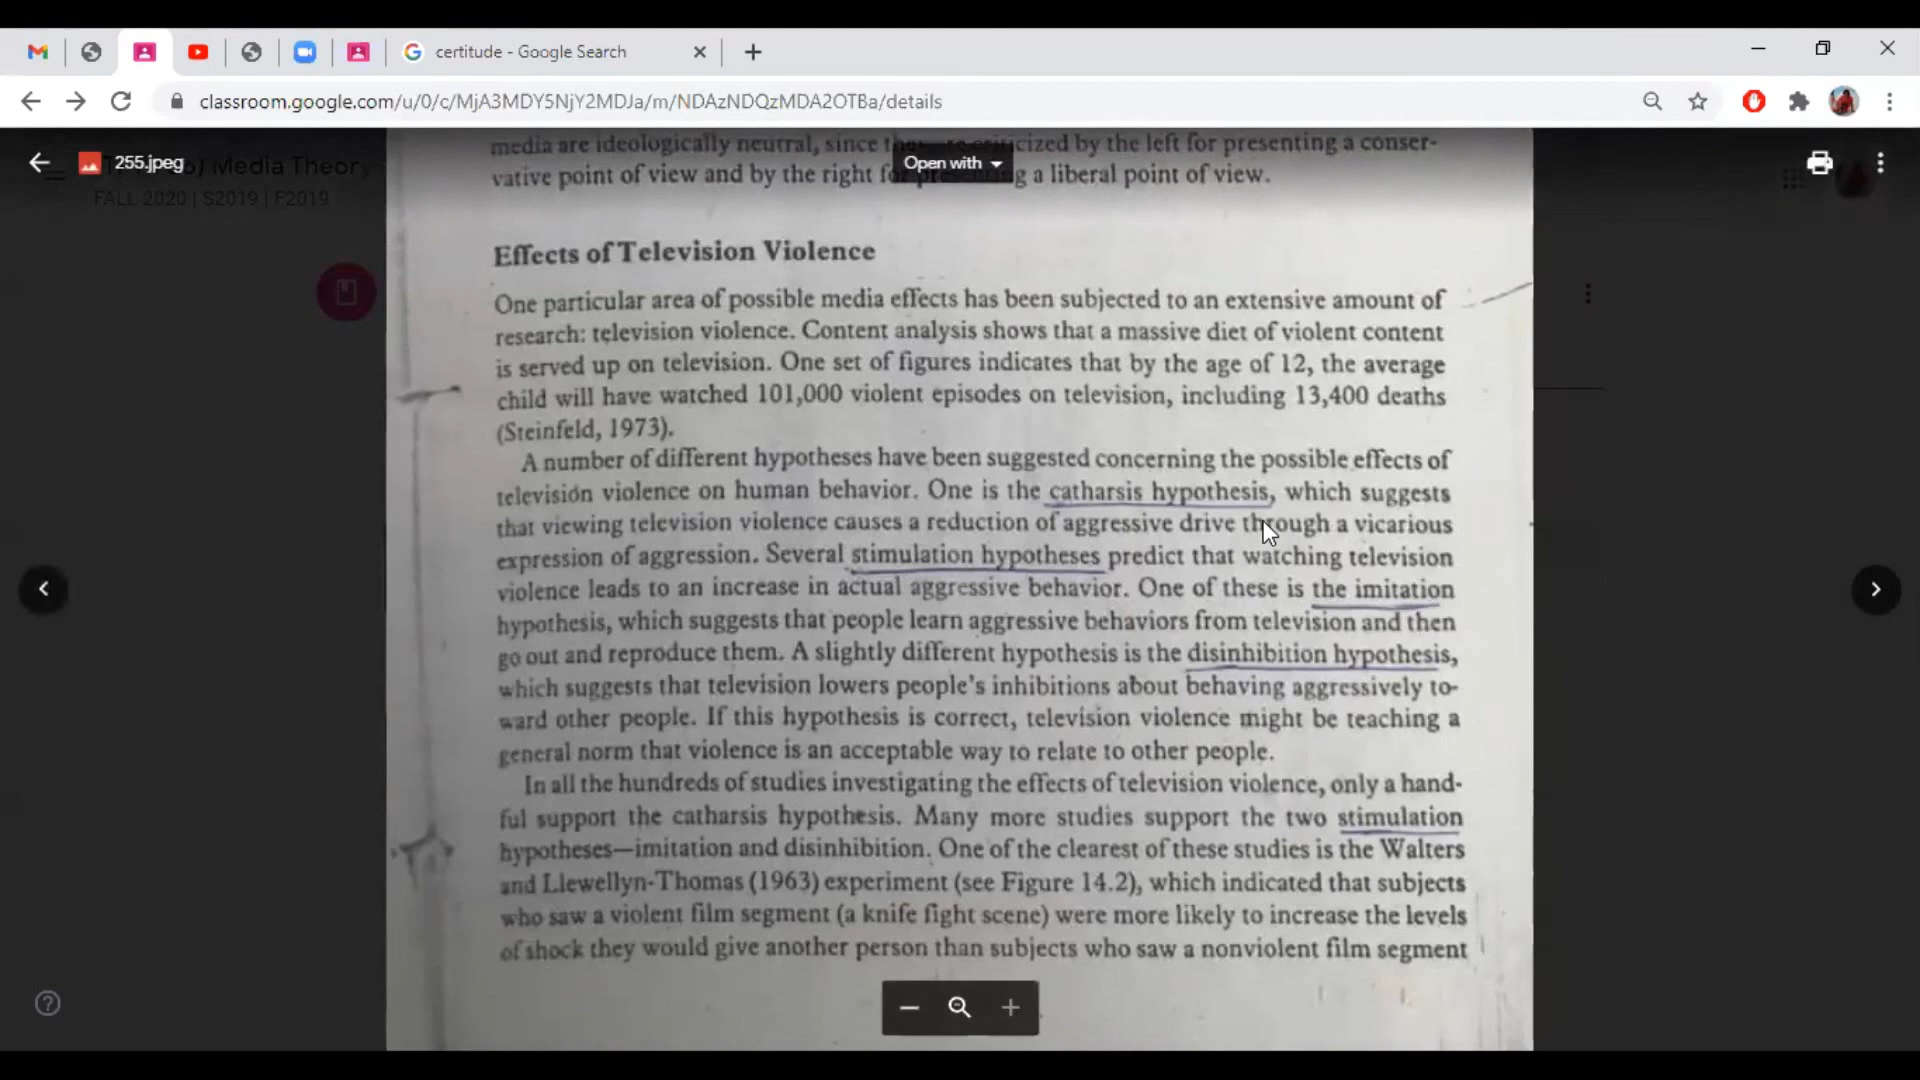 certitude - Google Search
classroom.google.com/u/0/c/MjA3MDY5NjY2MDJa/m/NDAzNDQzMDA2OTBa/details
255.jpeg
Media Theory
FALL 2020 | S2019 | F2019
Open with
media are ideologically neutral, since icized by the left for presenting a conser-
vative point of view and by the right for presenting a liberal point of view.
Effects of Television Violence
One particular area of possible media effects has been subjected to an extensive amount of
research: television violence. Content analysis shows that a massive diet of violent content
is served up on television. One set of figures indicates that by the age of 12, the average
child will have watched 101,000 violent episodes on television, including 13,400 deaths
(Steinfeld, 1973).
A number of different hypotheses have been suggested concerning the possible effects of
television violence on human behavior. One is the catharsis hypothesis, which suggests
that viewing television violence causes a reduction of aggressive drive through a vicarious
expression of aggression. Several stimulation hypotheses predict that watching television
violence leads to an increase in actual aggressive behavior. One of these is the imitation
hypothesis, which suggests that people learn aggressive behaviors from television and then
go out and reproduce them. A slightly different hypothesis is the disinhibition hypothesis,
which suggests that television lowers people's inhibitions about behaving aggressively to-
ward other people. If this hypothesis is correct, television violence might be teaching a
general norm that violence is an acceptable way to relate to other people.
In all the hundreds of studies investigating the effects of television violence, only a hand-
ful support the catharsis hypothesis. Many more studies support the two stimulation
hypotheses—imitation and disinhibition. One of the clearest of these studies is the Walters
and Llewellyn-Thomas (1963) experiment (see Figure 14.2), which indicated that subjects
who saw a violent film segment (a knife fight scene) were more likely to increase the levels
of shock they would give another person than subjects who saw a nonviolent film segment